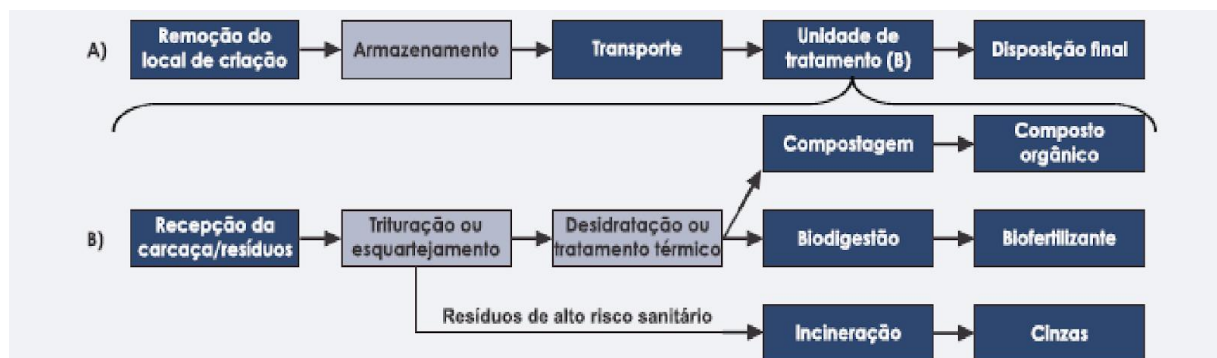 A)
Remoção do
local de criação
Armazenamento
Transporte
Unidade de
tratamento (B)
Disposição final
Compostagem
Composto
orgânico
B)
Recepção da
carcaça/resíduos
Trituração ou
esquartejamento
Desidratação ou
tratamento térmico
Biodigestão
Biofertilizante
Resíduos de alto risco sanitário
Incineração
Cinzas